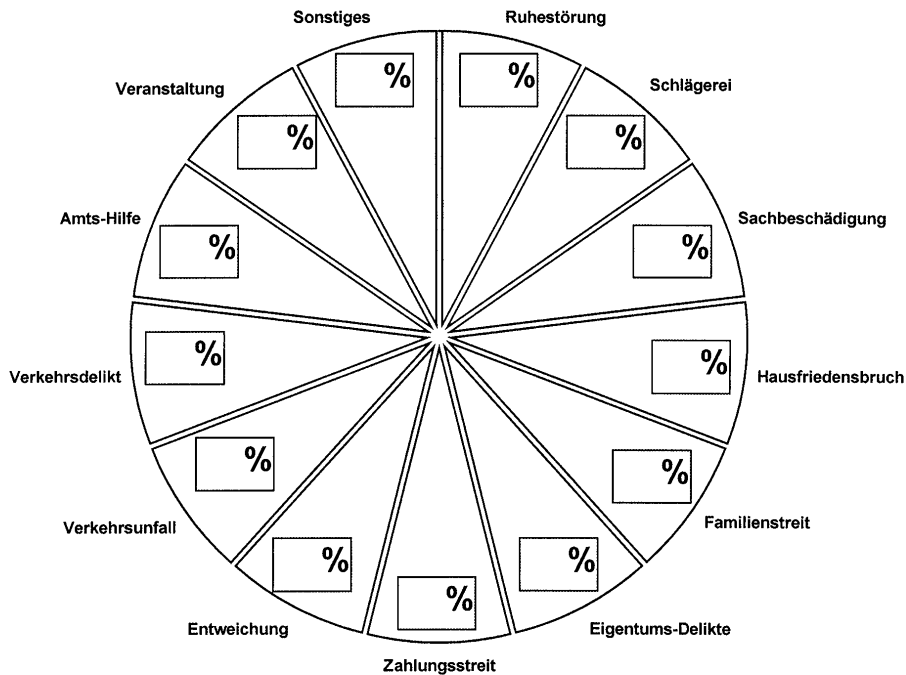 Sonstiges
Ruhestörung
%
%
Veranstaltung
Schlägerei
%
%
Amts-Hilfe
Sachbeschädigung
%
%
Verkehrsdelikt
%
%
Hausfriedensbruch
%
%
Verkehrsunfall
Familienstreit
%
%
%
Entweichung
Eigentums-Delikte
Zahlungsstreit